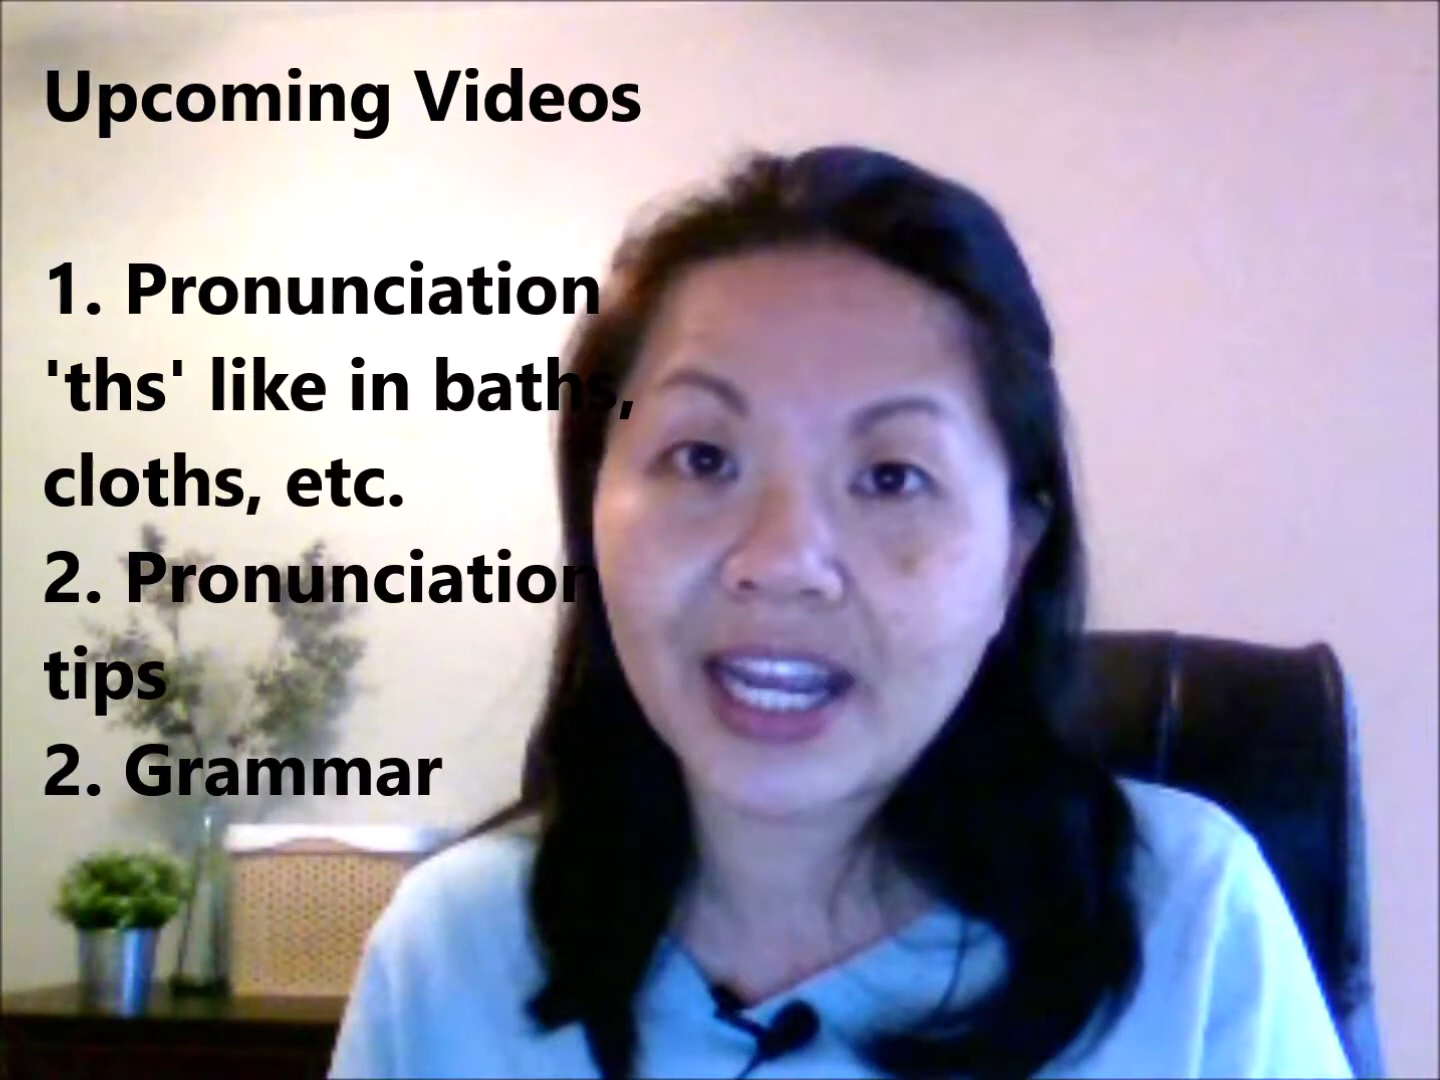 Upcoming Videos
1. Pronunciation
'ths' like in baths,
cloths, etc.
2. Pronunciation
tips
2. Grammar